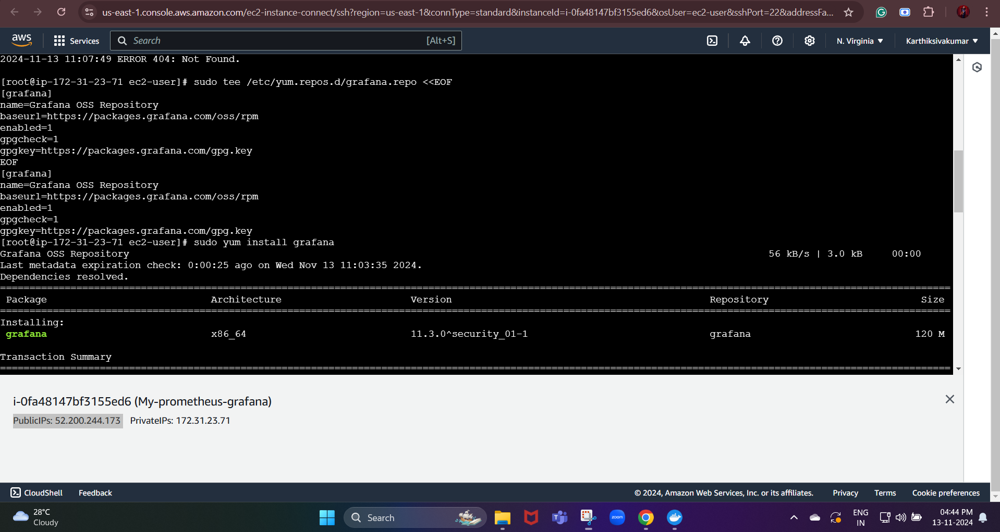 us-east-1.console.aws.amazon.com/ec2-instance-connect/ssh?region=us-east-1&connType=standard&instanceId=i-0fa48147bf3155ed6&osUser=ec2-user&sshPort=22&addressFa...
aws Services Search [Alt+S] N. Virginia Karthiksivakumar
2024-11-13 11:07:49 ERROR 404: Not Found.
[root@ip-172-31-23-71 ec2-user]# sudo tee /etc/yum.repos.d/grafana.repo <<EOF
[grafana]
name=Grafana OSS Repository
baseurl=https://packages.grafana.com/oss/rpm
enabled=1
gpgcheck=1
gpgkey=https://packages.grafana.com/gpg.key
EOF
[grafana]
name=Grafana OSS Repository
baseurl=https://packages.grafana.com/oss/rpm
enabled=1
gpgcheck=1
gpgkey=https://packages.grafana.com/gpg.key
[root@ip-172-31-23-71 ec2-user]# sudo yum install grafana
Grafana OSS Repository 56 kB/s | 3.0 kB 00:00
Last metadata expiration check: 0:00:25 ago on Wed Nov 13 11:03:35 2024.
Dependencies resolved.
================================================================================
Package Architecture Version Repository Size
================================================================================
Installing:
grafana x86_64 11.3.0^security_01-1 grafana 120 M
Transaction Summary
================================================================================
i-0fa48147bf3155ed6 (My-prometheus-grafana)
PublicIPs: 52.200.244.173 PrivateIPs: 172.31.23.71
CloudShell Feedback © 2024, Amazon Web Services, Inc. or its affiliates. Privacy Terms Cookie preferences
28°C
Cloudy
Search
zoom
ENG
IN
04:44 PM
13-11-2024